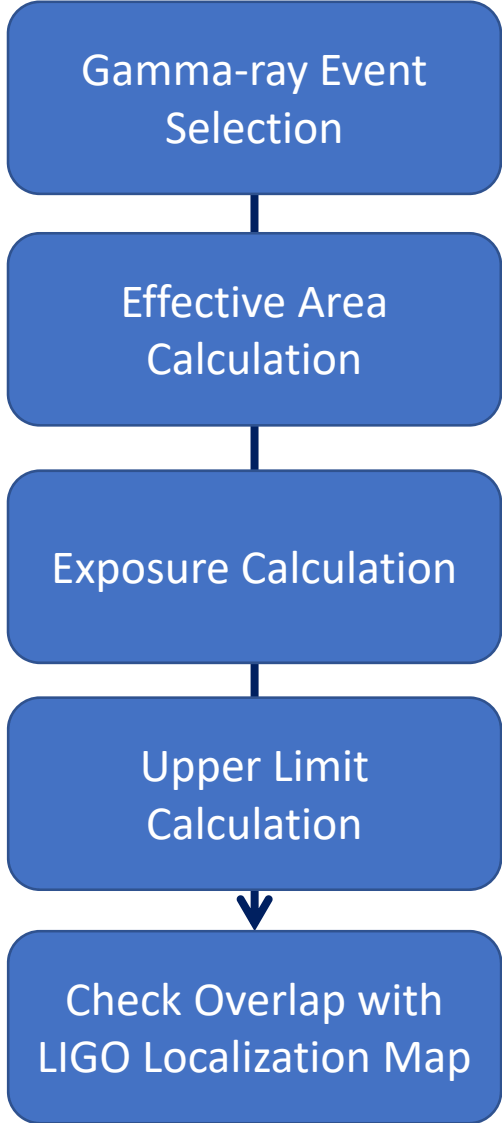 Gamma-ray Event
Selection
Effective Area
Calculation
Exposure Calculation
Upper Limit
Calculation
Check Overlap with
LIGO Localization Map